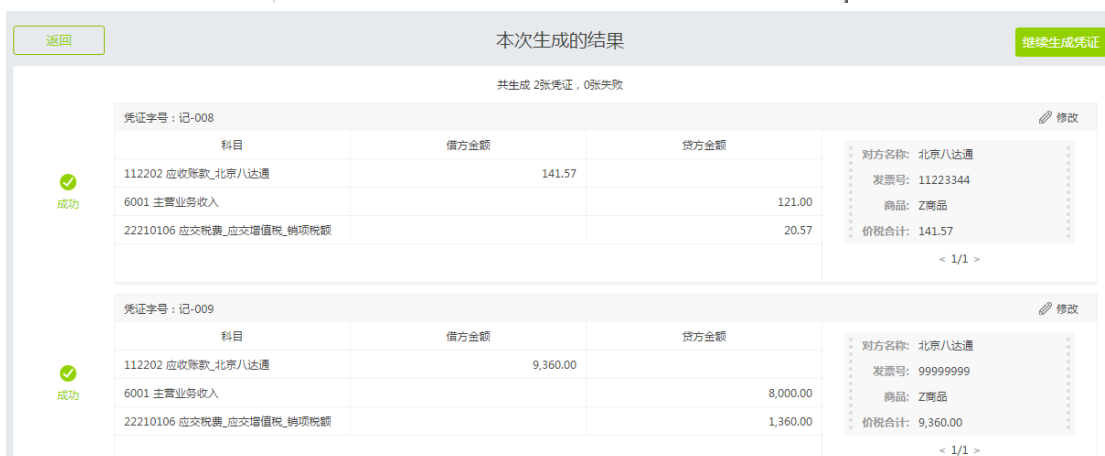 返回 本次生成的结果 继续生成凭证
共生成 2张凭证，0张失败
凭证字号：记-008 修改
科目 借方金额 贷方金额
112202 应收账款_北京八达通 141.57
6001 主营业务收入 121.00
22210106 应交税费_应交增值税_销项税额 20.57
成功
对方名称: 北京八达通
发票号: 11223344
商品: Z商品
价税合计: 141.57
< 1/1 >
凭证字号：记-009 修改
科目 借方金额 贷方金额
112202 应收账款_北京八达通 9,360.00
6001 主营业务收入 8,000.00
22210106 应交税费_应交增值税_销项税额 1,360.00
成功
对方名称: 北京八达通
发票号: 99999999
商品: Z商品
价税合计: 9,360.00
< 1/1 >